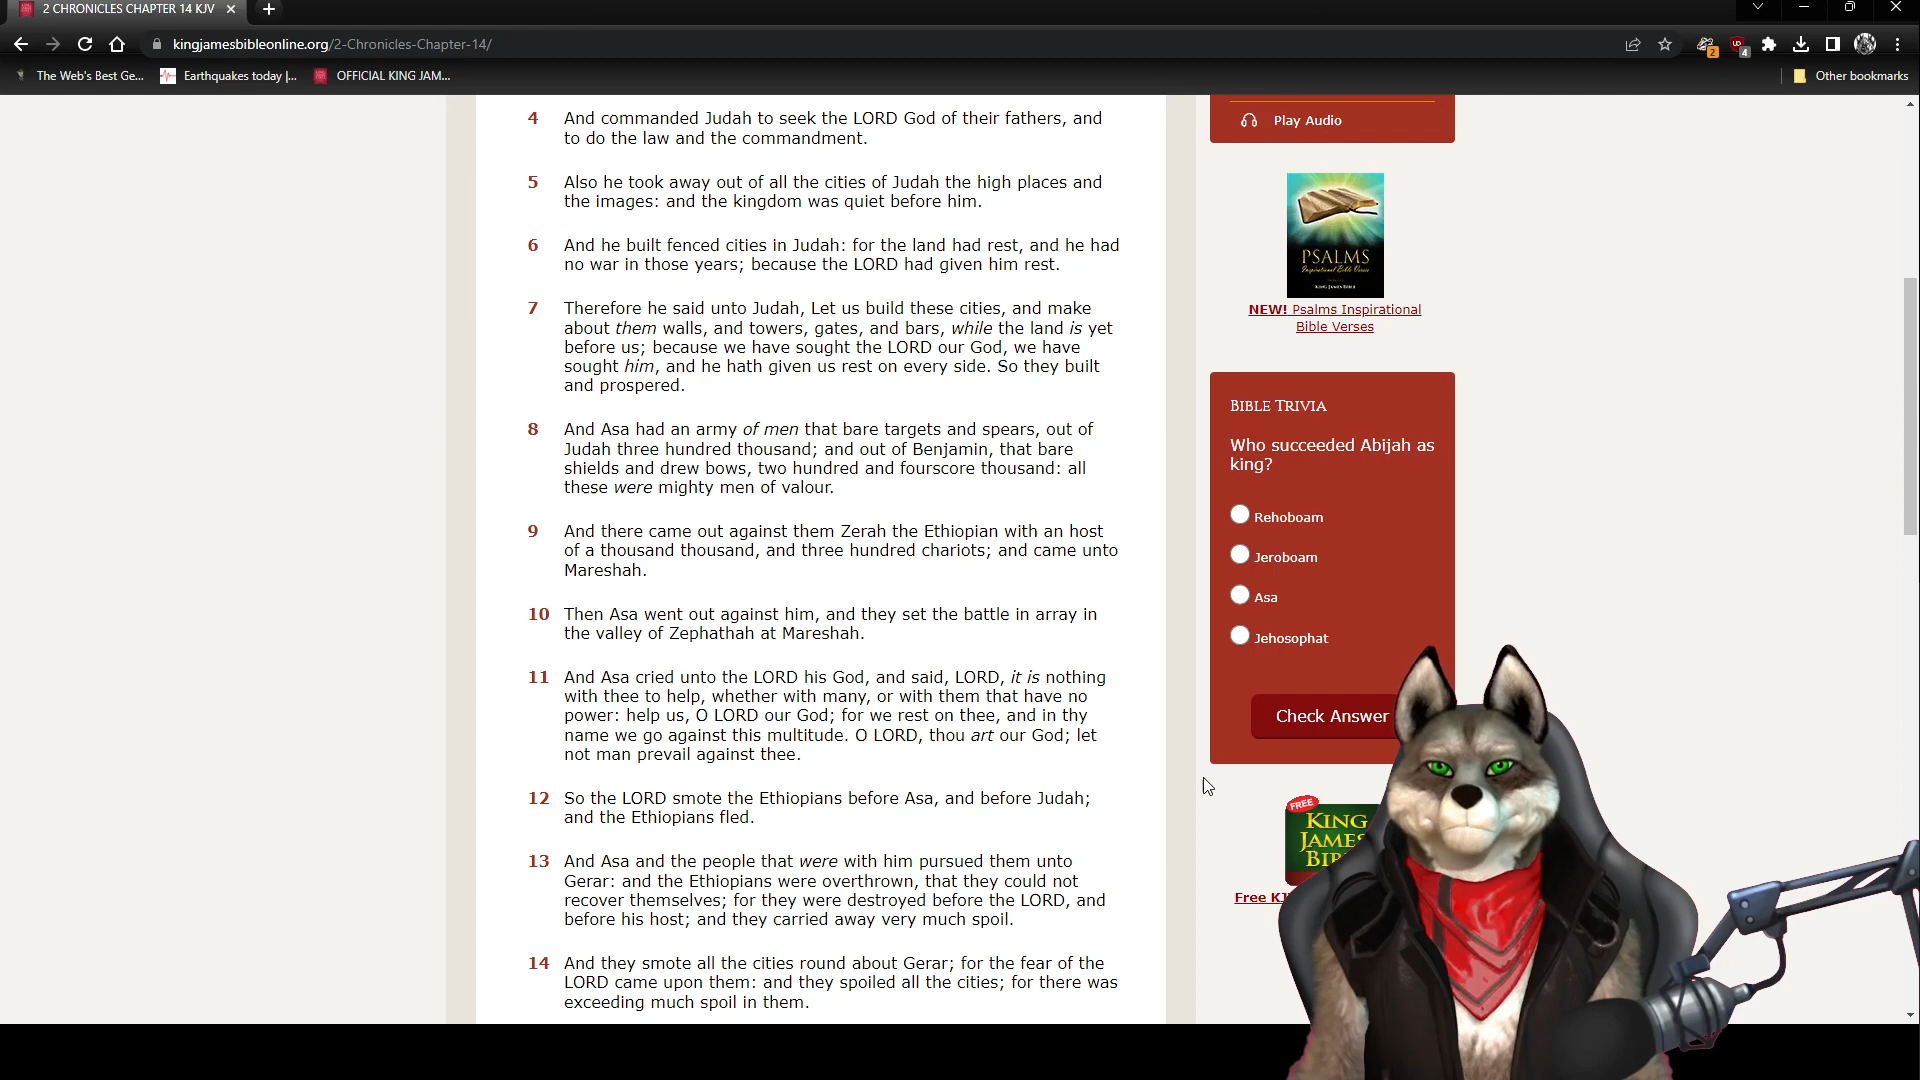 2 CHRONICLES CHAPTER 14 KJV
kingjamesbibleonline.org/2-Chronicles-Chapter-14/
2
4
The Web's Best Ge...
Earthquakes today |...
OFFICIAL KING JAM...
Other bookmarks
4 And commanded Judah to seek the LORD God of their fathers, and
to do the law and the commandment.
5 Also he took away out of all the cities of Judah the high places and
the images: and the kingdom was quiet before him.
6 And he built fenced cities in Judah: for the land had rest, and he had
no war in those years; because the LORD had given him rest.
7 Therefore he said unto Judah, Let us build these cities, and make
about them walls, and towers, gates, and bars, while the land is yet
before us; because we have sought the LORD our God, we have
sought him, and he hath given us rest on every side. So they built
and prospered.
8 And Asa had an army of men that bare targets and spears, out of
Judah three hundred thousand; and out of Benjamin, that bare
shields and drew bows, two hundred and fourscore thousand: all
these were mighty men of valour.
9 And there came out against them Zerah the Ethiopian with an host
of a thousand thousand, and three hundred chariots; and came unto
Mareshah.
10 Then Asa went out against him, and they set the battle in array in
the valley of Zephathah at Mareshah.
11 And Asa cried unto the LORD his God, and said, LORD, it is nothing
with thee to help, whether with many, or with them that have no
power: help us, O LORD our God; for we rest on thee, and in thy
name we go against this multitude. O LORD, thou art our God; let
not man prevail against thee.
12 So the LORD smote the Ethiopians before Asa, and before Judah;
and the Ethiopians fled.
13 And Asa and the people that were with him pursued them unto
Gerar: and the Ethiopians were overthrown, that they could not
recover themselves; for they were destroyed before the LORD, and
before his host; and they carried away very much spoil.
14 And they smote all the cities round about Gerar; for the fear of the
LORD came upon them: and they spoiled all the cities; for there was
exceeding much spoil in them.
Play Audio
PSALMS
Inspirational Bible Verses
KING JAMES BIBLE
NEW! Psalms Inspirational
Bible Verses
BIBLE TRIVIA
Who succeeded Abijah as
king?
Rehoboam
Jeroboam
Asa
Jehosophat
Check Answer
FREE
KING
JAMES
BIB
Free KJ